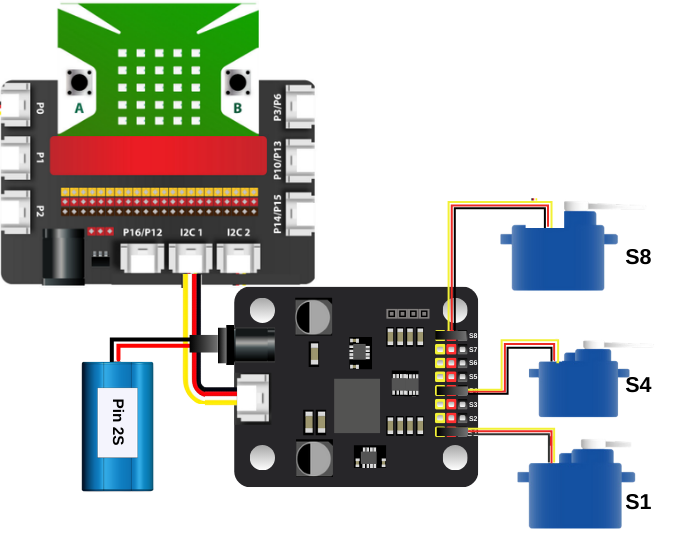 A
B
P0
P1
P2
P3/P6
P10/P13
P14/P15
P16/P12
I2C 1
I2C 2
S8
S7
S6
S5
S3
S2
Pin 2S
S8
S4
S1